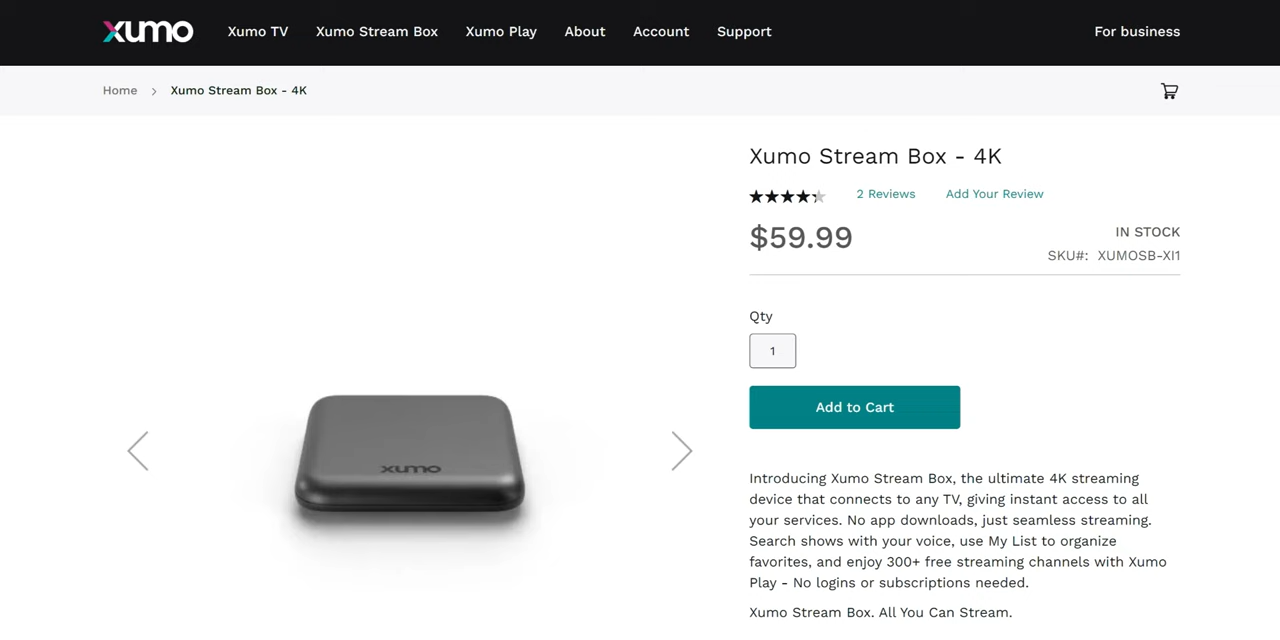 xumo
Xumo TV
Xumo Stream Box
Xumo Play
About
Account
Support
For business
Home
Xumo Stream Box - 4K
Xumo Stream Box - 4K
2 Reviews
Add Your Review
$59.99
IN STOCK
SKU#: XUMOSB-XI1
Qty
1
Add to Cart
xumo
Introducing Xumo Stream Box, the ultimate 4K streaming
device that connects to any TV, giving instant access to all
your services. No app downloads, just seamless streaming.
Search shows with your voice, use My List to organize
favorites, and enjoy 300+ free streaming channels with Xumo
Play - No logins or subscriptions needed.
Xumo Stream Box. All You Can Stream.